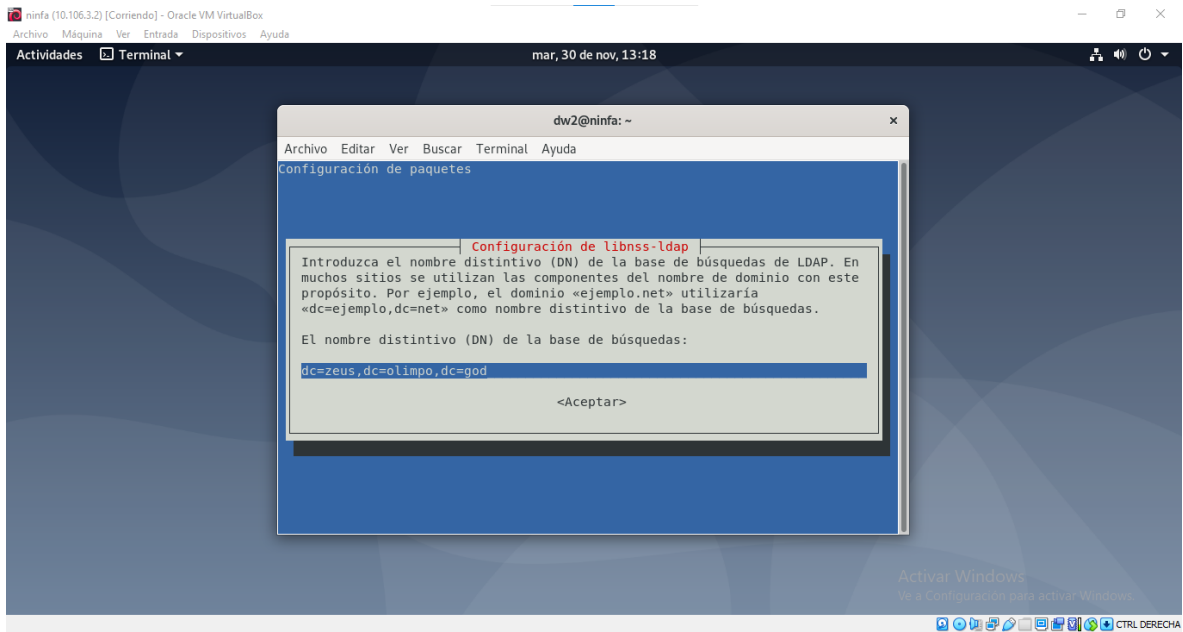 ninfa (10.106.3.2) [Corriendo] - Oracle VM VirtualBox
Archivo Máquina Ver Entrada Dispositivos Ayuda
Actividades Terminal mar, 30 de nov, 13:18
dw2@ninfa: ~
Archivo Editar Ver Buscar Terminal Ayuda
Configuración de paquetes
Configuración de libnss-ldap
Introduzca el nombre distintivo (DN) de la base de búsquedas de LDAP. En
muchos sitios se utilizan las componentes del nombre de dominio con este
propósito. Por ejemplo, el dominio «ejemplo.net» utilizaría
«dc=ejemplo,dc=net» como nombre distintivo de la base de búsquedas.
El nombre distintivo (DN) de la base de búsquedas:
dc=zeus,dc=olimpo,dc=god
<Aceptar>
Activar Windows
Ve a Configuración para activar Windows.
CTRL DERECHA